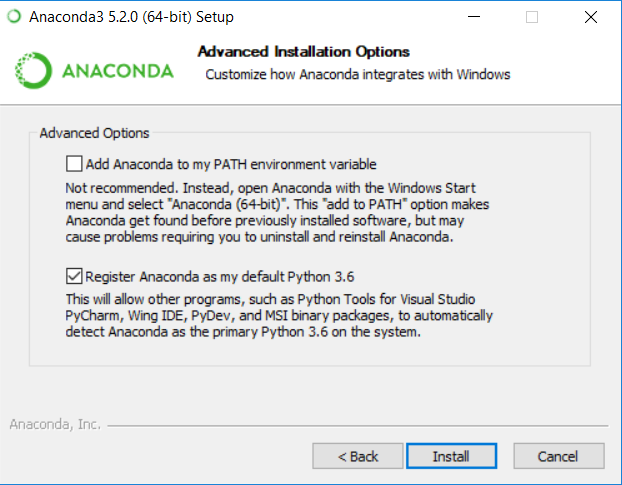 Anaconda3 5.2.0 (64-bit) Setup
ANACONDA
Advanced Installation Options
Customize how Anaconda integrates with Windows
Advanced Options
Add Anaconda to my PATH environment variable
Not recommended. Instead, open Anaconda with the Windows Start
menu and select "Anaconda (64-bit)". This "add to PATH" option makes
Anaconda get found before previously installed software, but may
cause problems requiring you to uninstall and reinstall Anaconda.
Register Anaconda as my default Python 3.6
This will allow other programs, such as Python Tools for Visual Studio
PyCharm, Wing IDE, PyDev, and MSI binary packages, to automatically
detect Anaconda as the primary Python 3.6 on the system.
Anaconda, Inc.
< Back
Install
Cancel